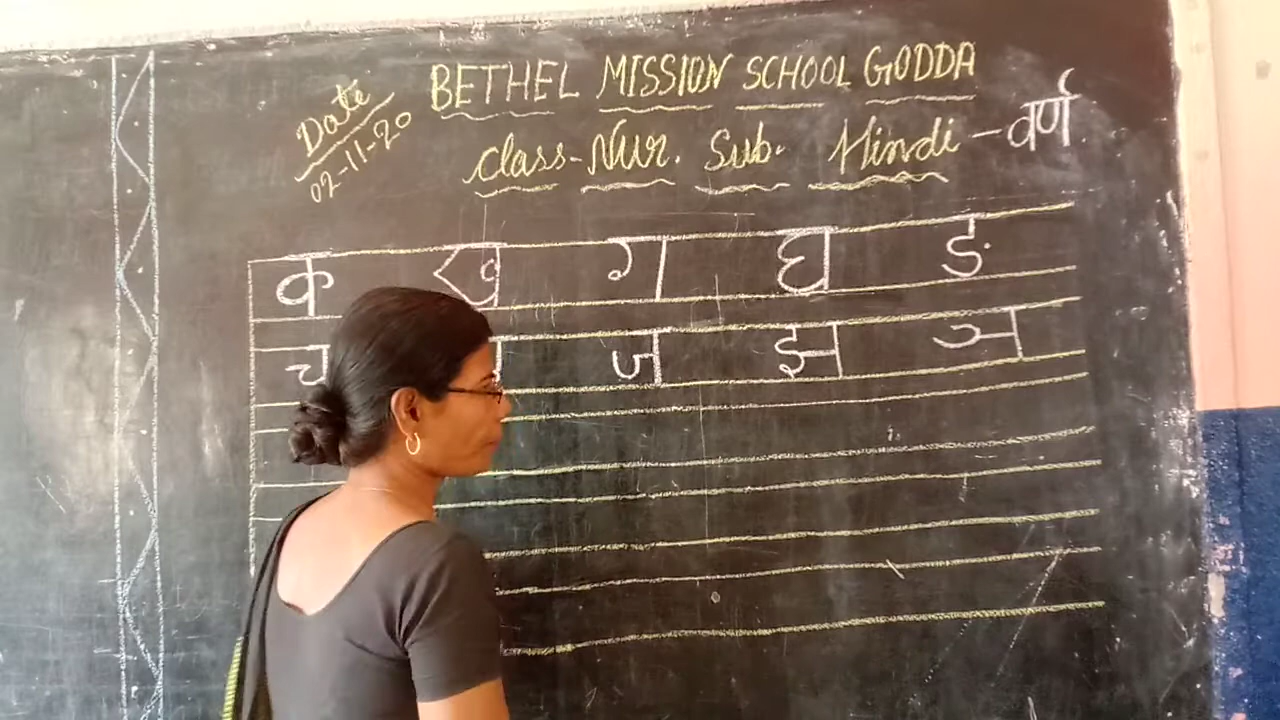 Date
02-11-20
BETHEL MISSION SCHOOL GODDA
Class-Nur. Sub. Hindi-वर्ण
क ख ग घ ङ
च ज झ ञ